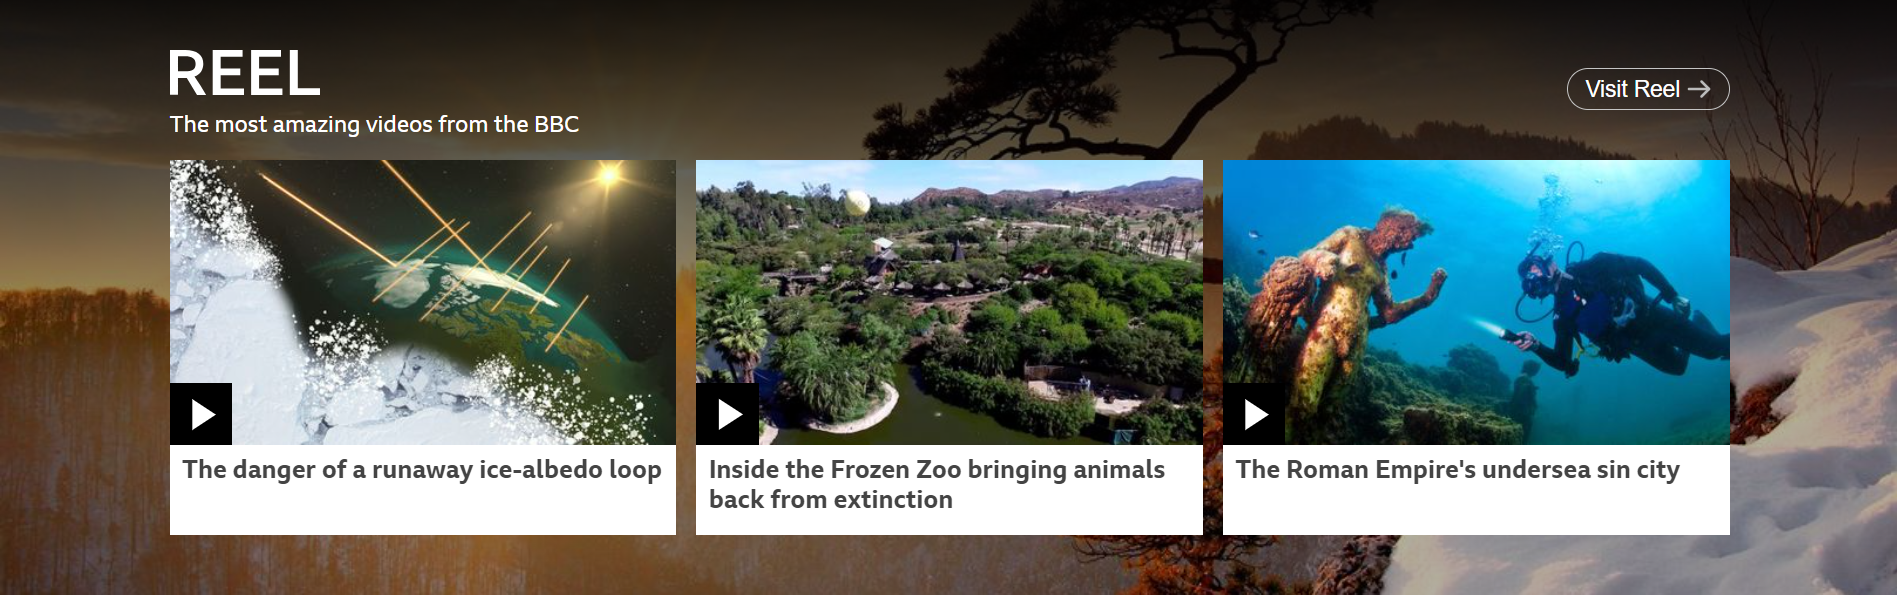 REEL
Visit Reel
The most amazing videos from the BBC
The danger of a runaway ice-albedo loop
Inside the Frozen Zoo bringing animals
back from extinction
The Roman Empire's undersea sin city